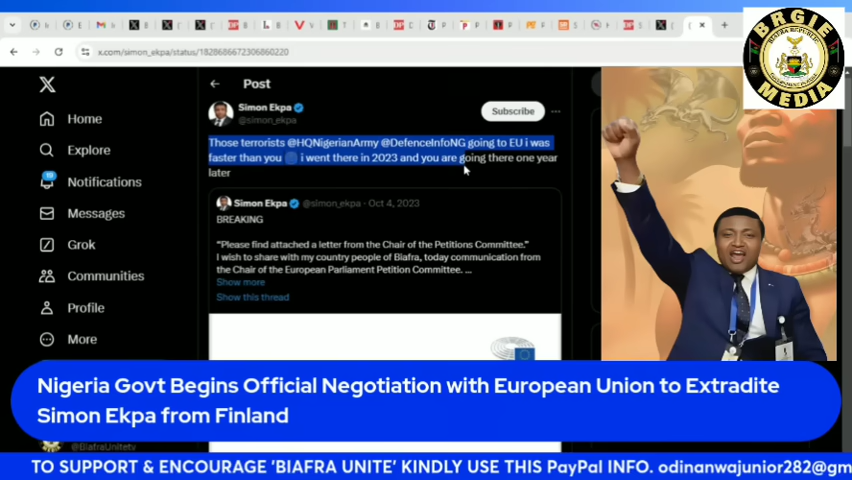 x.com/simon_ekpa/status/1828686672306860220
BRGIE
BIAFRA REPUBLIC
MEDIA
Post
Simon Ekpa
@simon_ekpa
Subscribe
Those terrorists @HQNigerianArmy @DefenceInfoNG going to EU i was
faster than you i went there in 2023 and you are going there one year
later
Simon Ekpa @simon_ekpa · Oct 4, 2023
BREAKING
“Please find attached a letter from the Chair of the Petitions Committee.”
I wish to share with my country people of Biafra, today communication from
the Chair of the European Parliament Petition Committee. ...
Show more
Show this thread
Home
Explore
Notifications
Messages
Grok
Communities
Profile
More
Nigeria Govt Begins Official Negotiation with European Union to Extradite
Simon Ekpa from Finland
@BiafraUnitetv
TO SUPPORT & ENCOURAGE 'BIAFRA UNITE' KINDLY USE THIS PayPal INFO. odinanwajunior282@gm